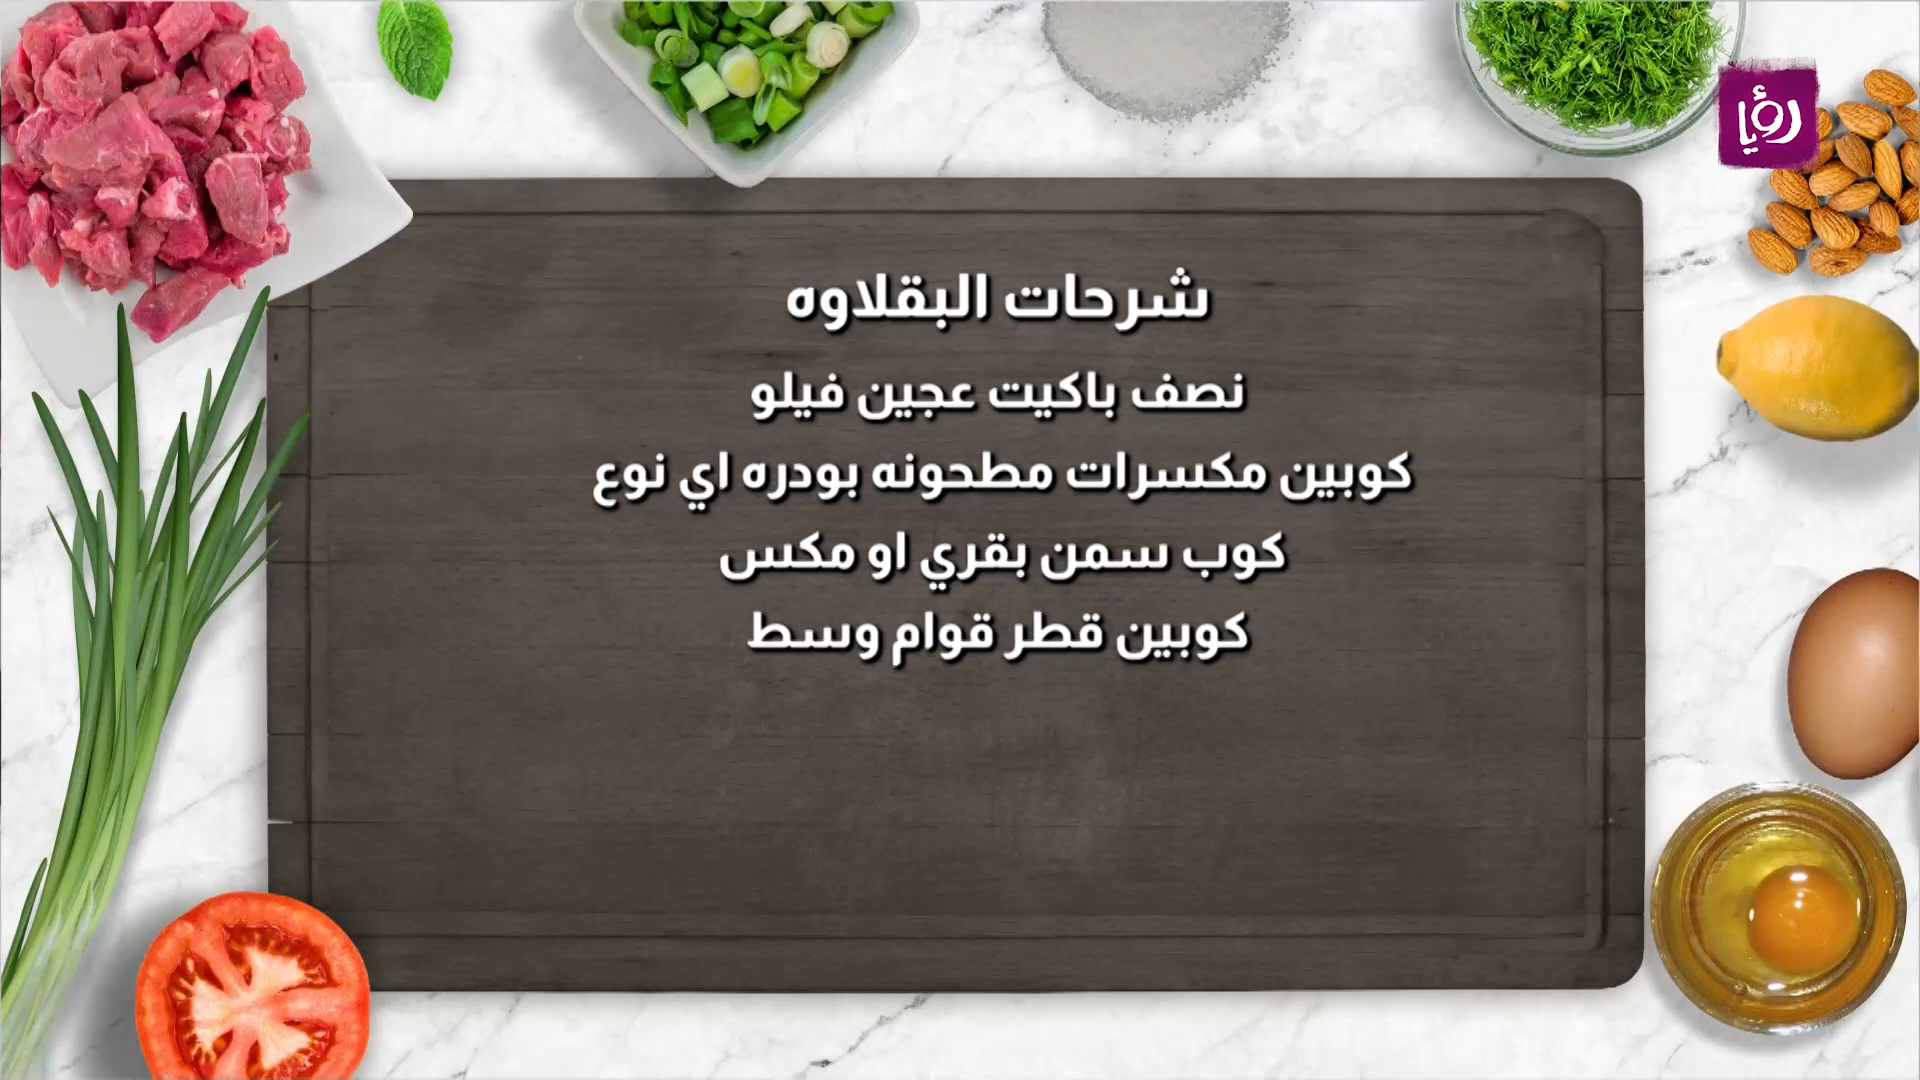 رؤيا
شرحات البقلاوه
نصف باكيت عجين فيلو
كوبين مكسرات مطحونه بودره اي نوع
كوب سمن بقري او مكس
كوبين قطر قوام وسط